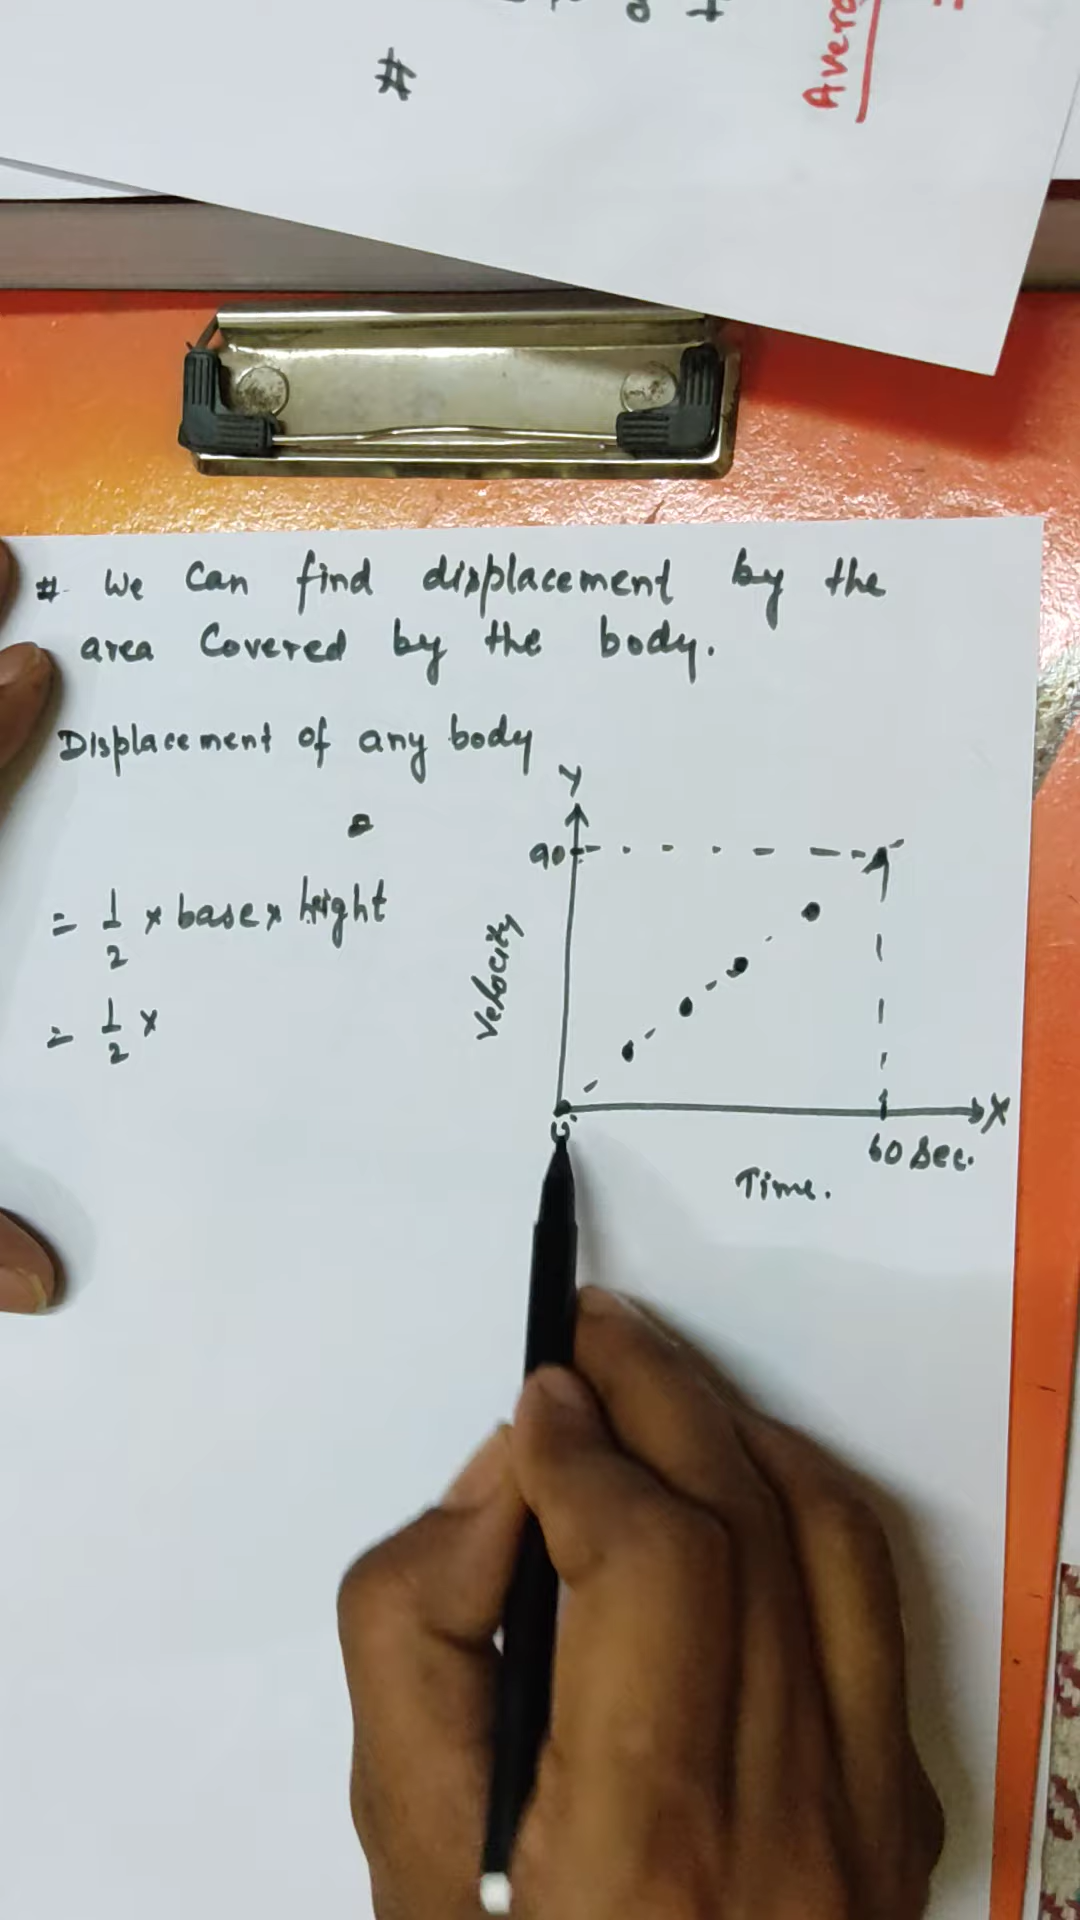 #
Avera
# We can find displacement by the
area Covered by the body.
Displacement of any body
= 1/2 × base × height
= 1/2 ×
Y
90
Velocity
X
60 sec.
Time.